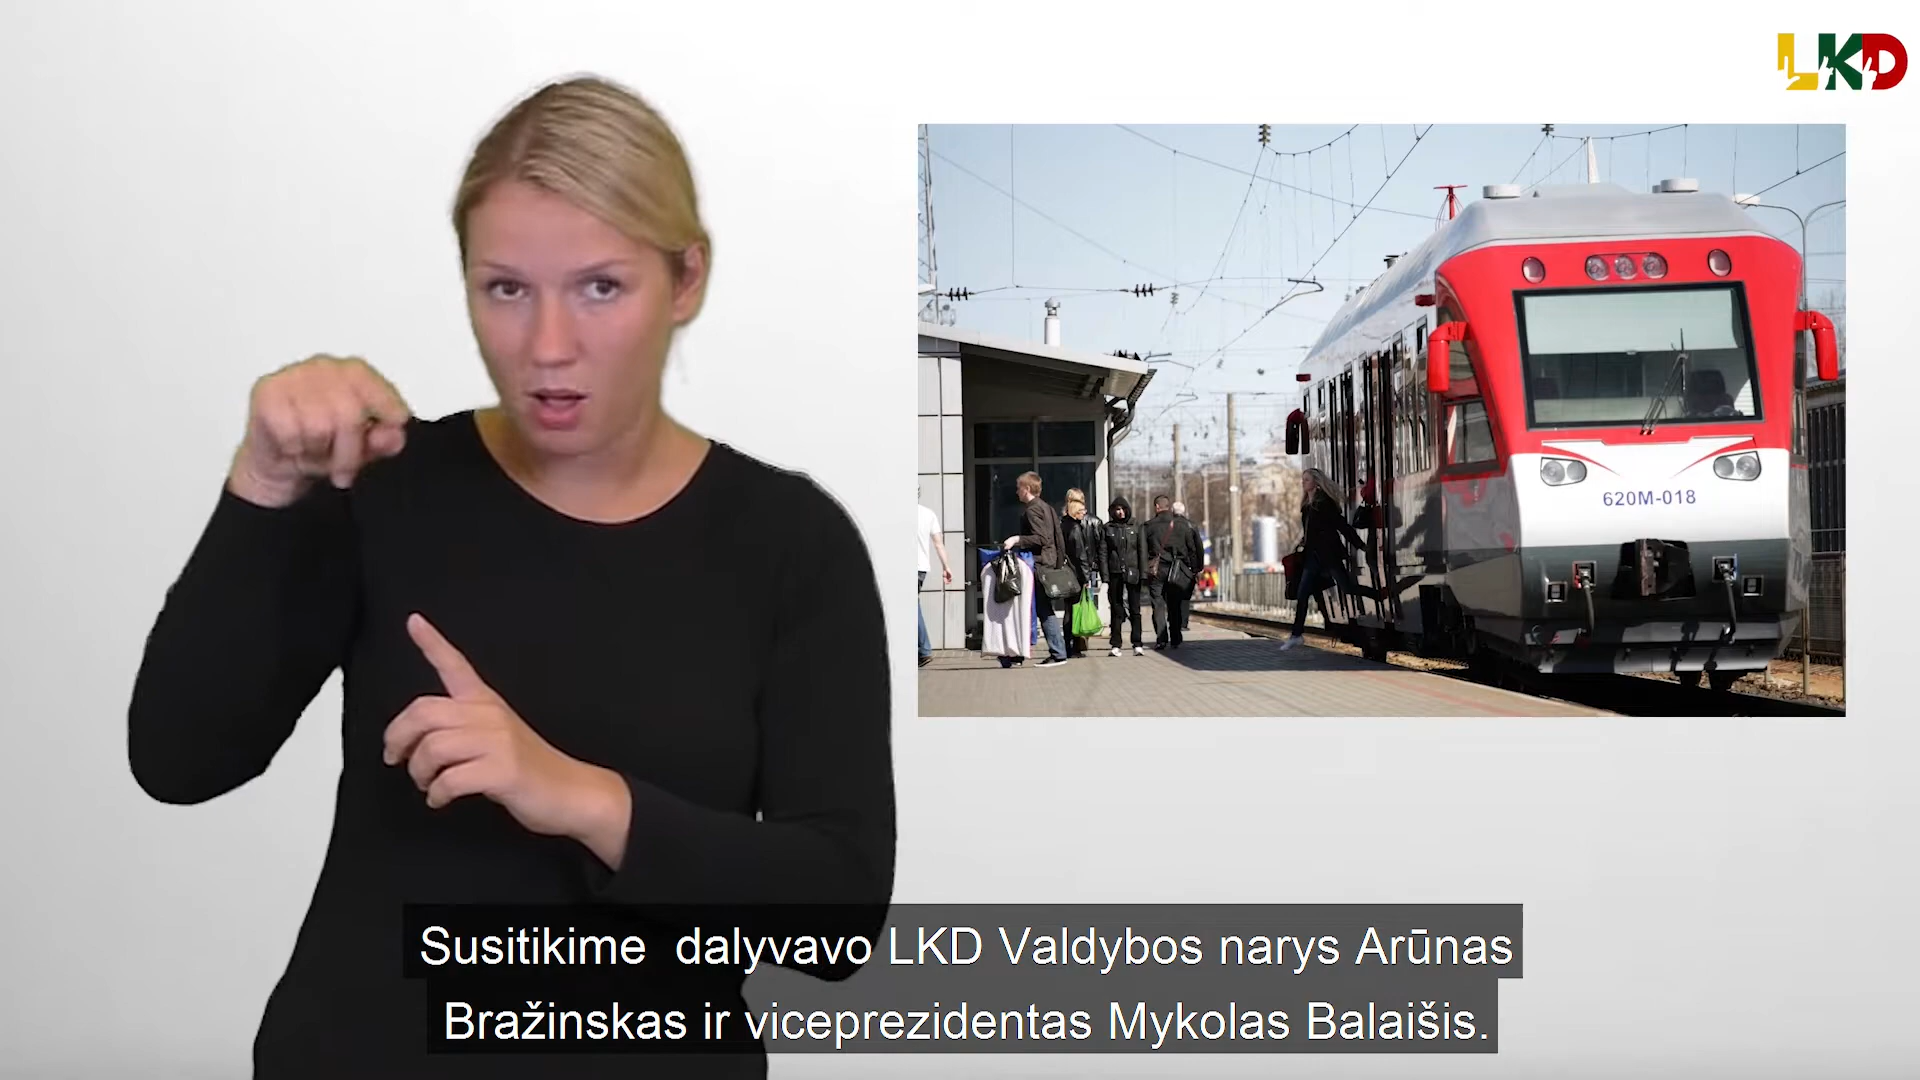 LKD
620M-018
Susitikime  dalyvavo LKD Valdybos narys Arūnas
Bražinskas ir viceprezidentas Mykolas Balaišis.